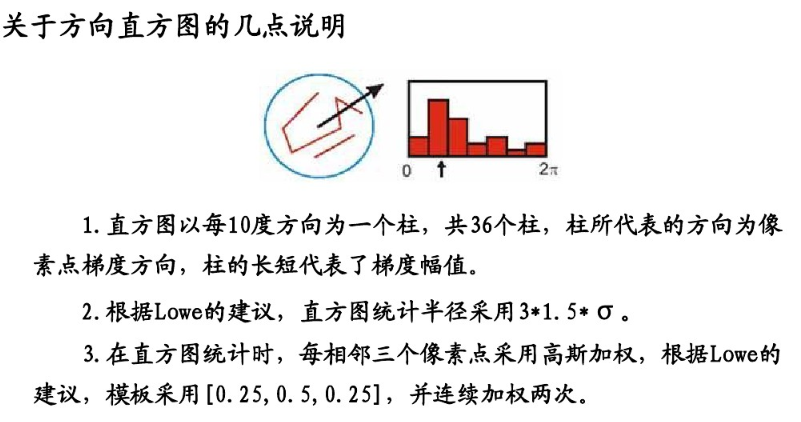 关于方向直方图的几点说明
0 2π
1.直方图以每10度方向为一个柱，共36个柱，柱所代表的方向为像
素点梯度方向，柱的长短代表了梯度幅值。
2.根据Lowe的建议，直方图统计半径采用3*1.5*σ。
3.在直方图统计时，每相邻三个像素点采用高斯加权，根据Lowe的
建议，模板采用[0.25,0.5,0.25]，并连续加权两次。